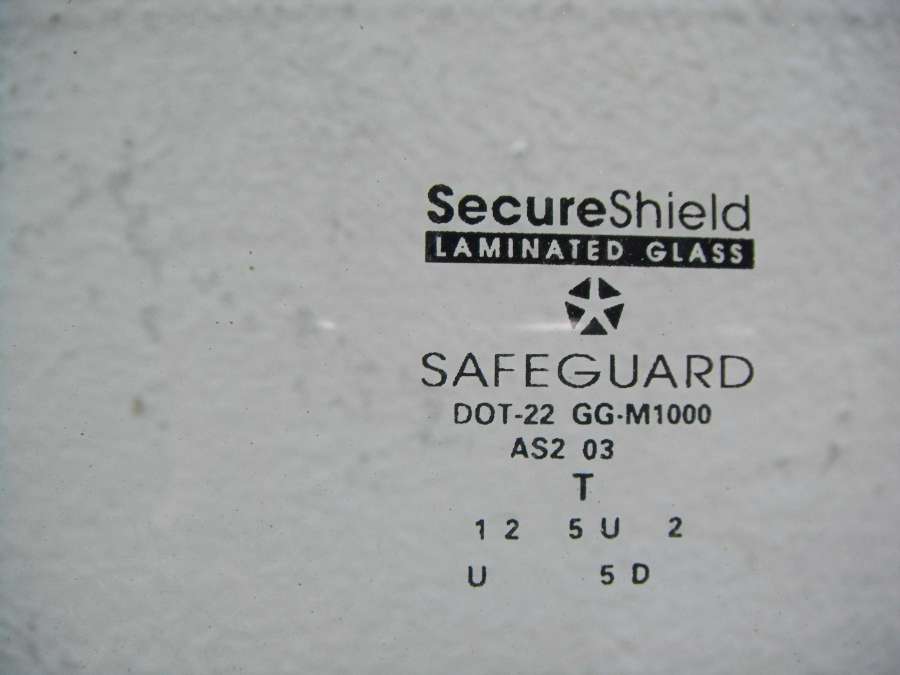 SecureShield
LAMINATED GLASS
SAFEGUARD
DOT-22 GG-M1000
AS2 03
T
1 2 5 U 2
U 5 D